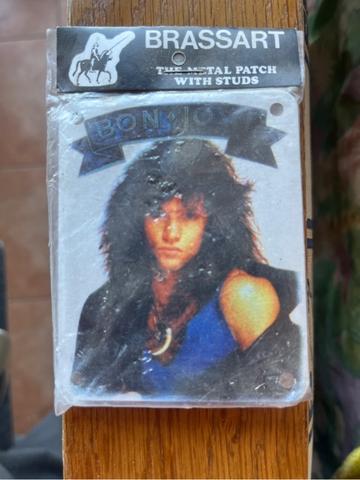 BRASSART
THE METAL PATCH
WITH STUDS
BON JOVI